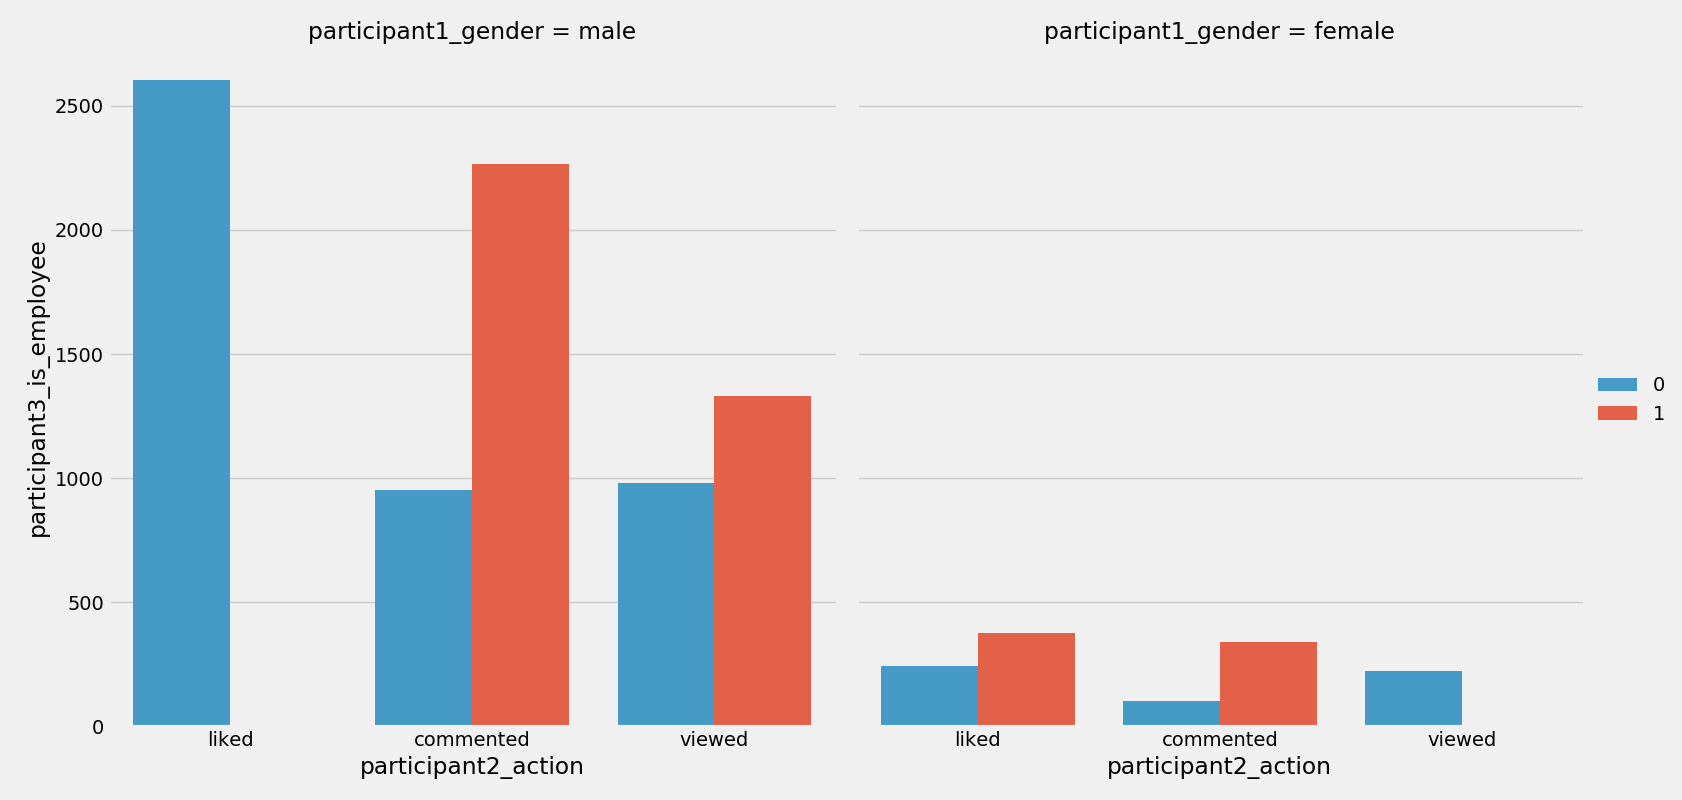 participant1_gender = male
participant1_gender = female
participant3_is_employee
2500
2000
1500
1000
500
0
liked
commented
viewed
participant2_action
liked
commented
viewed
participant2_action
0
1